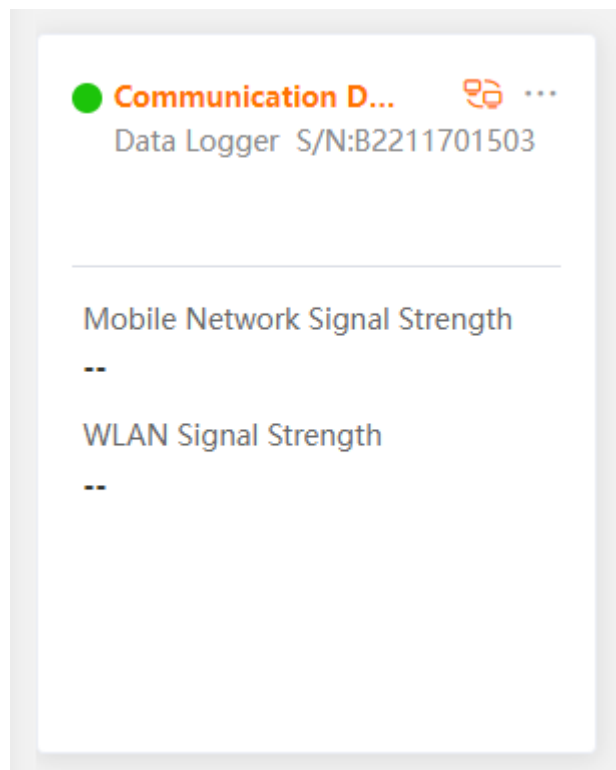 Communication D...
Data Logger S/N:B2211701503
Mobile Network Signal Strength
--
WLAN Signal Strength
--